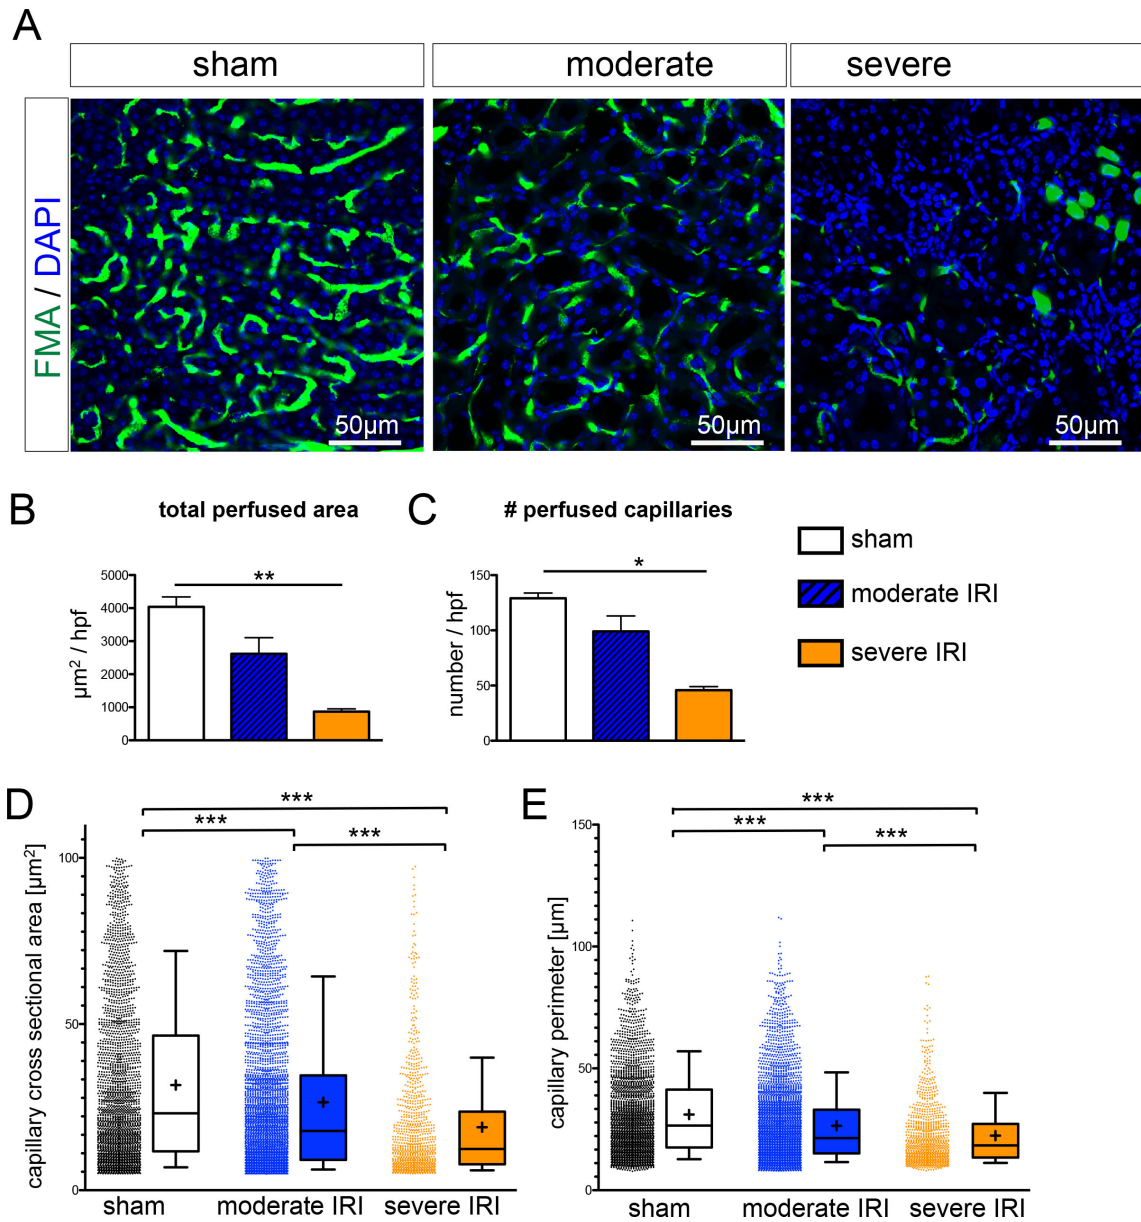 A
sham
moderate
severe
FMA / DAPI
50µm
50µm
50µm
B
total perfused area
µm² / hpf
5000
4000
3000
2000
1000
0
**
C
# perfused capillaries
number / hpf
150
100
50
0
*
sham
moderate IRI
severe IRI
D
capillary cross sectional area [µm²]
100
50
0
***
***
***
sham
moderate IRI
severe IRI
E
capillary perimeter [µm]
150
100
50
0
***
***
***
sham
moderate IRI
severe IRI